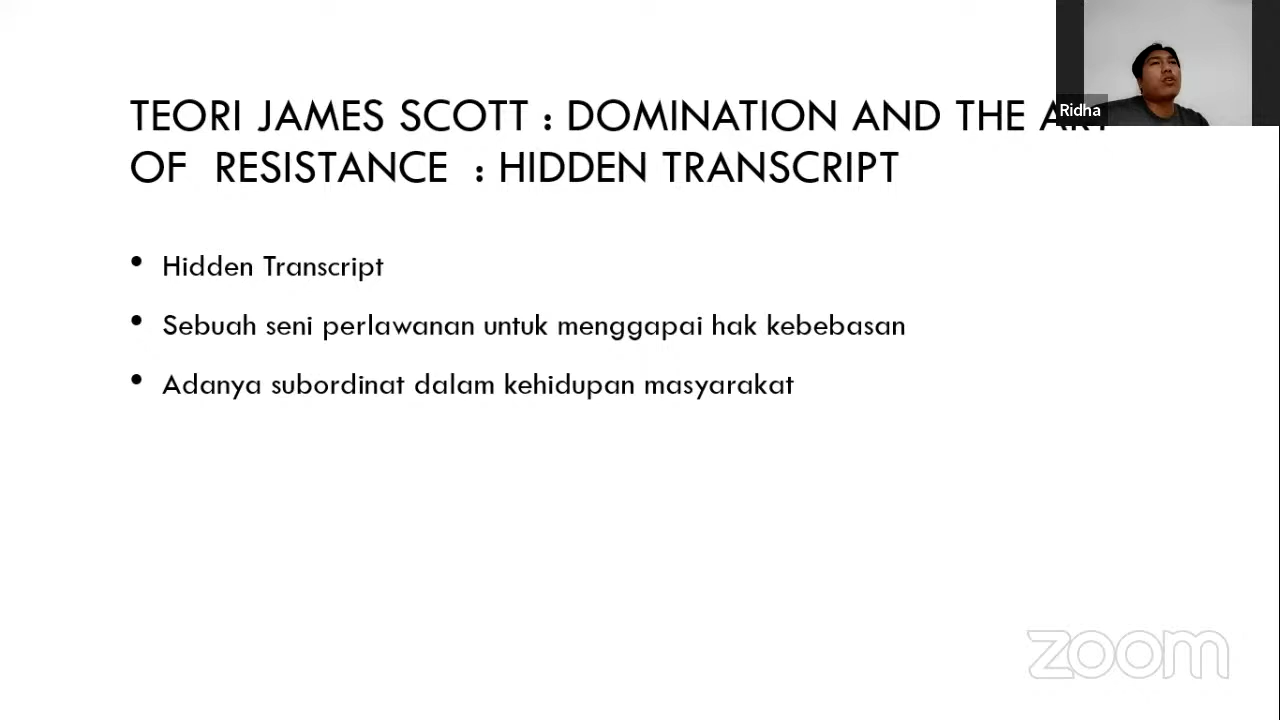 TEORI JAMES SCOTT : DOMINATION AND THE ART
OF RESISTANCE : HIDDEN TRANSCRIPT
Ridha
• Hidden Transcript
• Sebuah seni perlawanan untuk menggapai hak kebebasan
• Adanya subordinat dalam kehidupan masyarakat
zoom